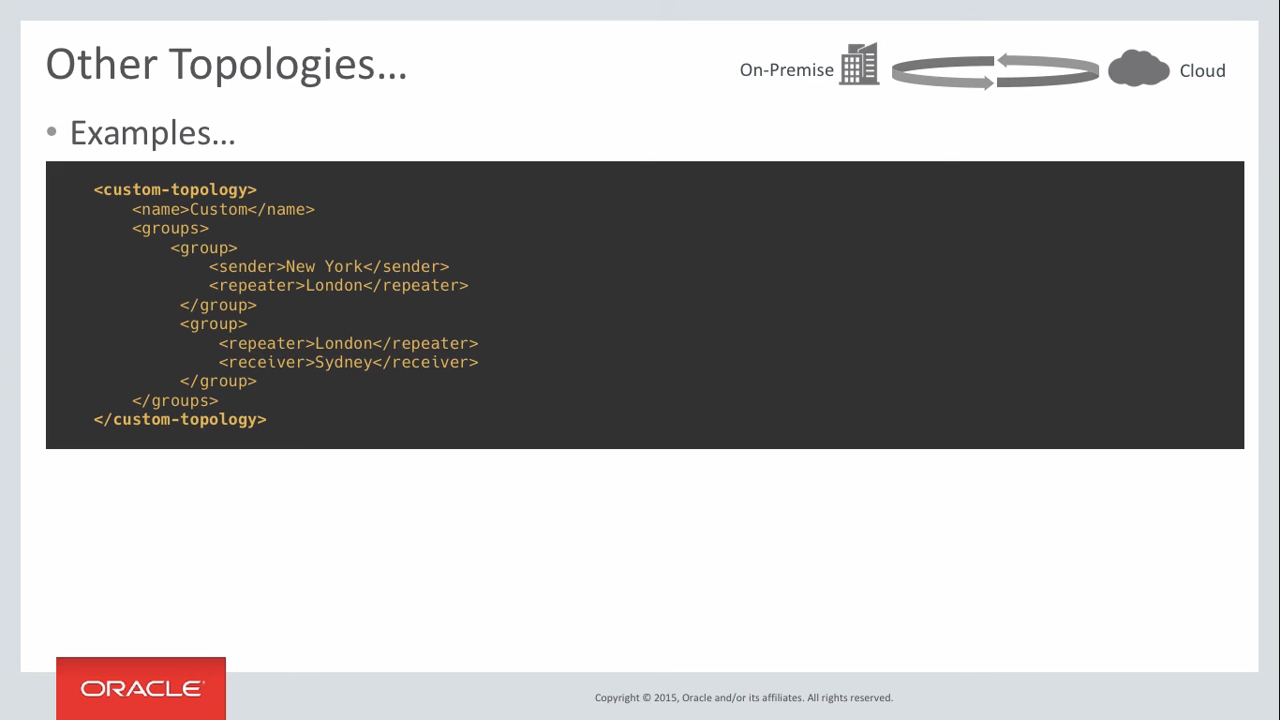 Other Topologies...
On-Premise
Cloud
• Examples...
<custom-topology>
    <name>Custom</name>
    <groups>
        <group>
            <sender>New York</sender>
            <repeater>London</repeater>
         </group>
         <group>
             <repeater>London</repeater>
             <receiver>Sydney</receiver>
         </group>
    </groups>
</custom-topology>
ORACLE
Copyright © 2015, Oracle and/or its affiliates. All rights reserved.